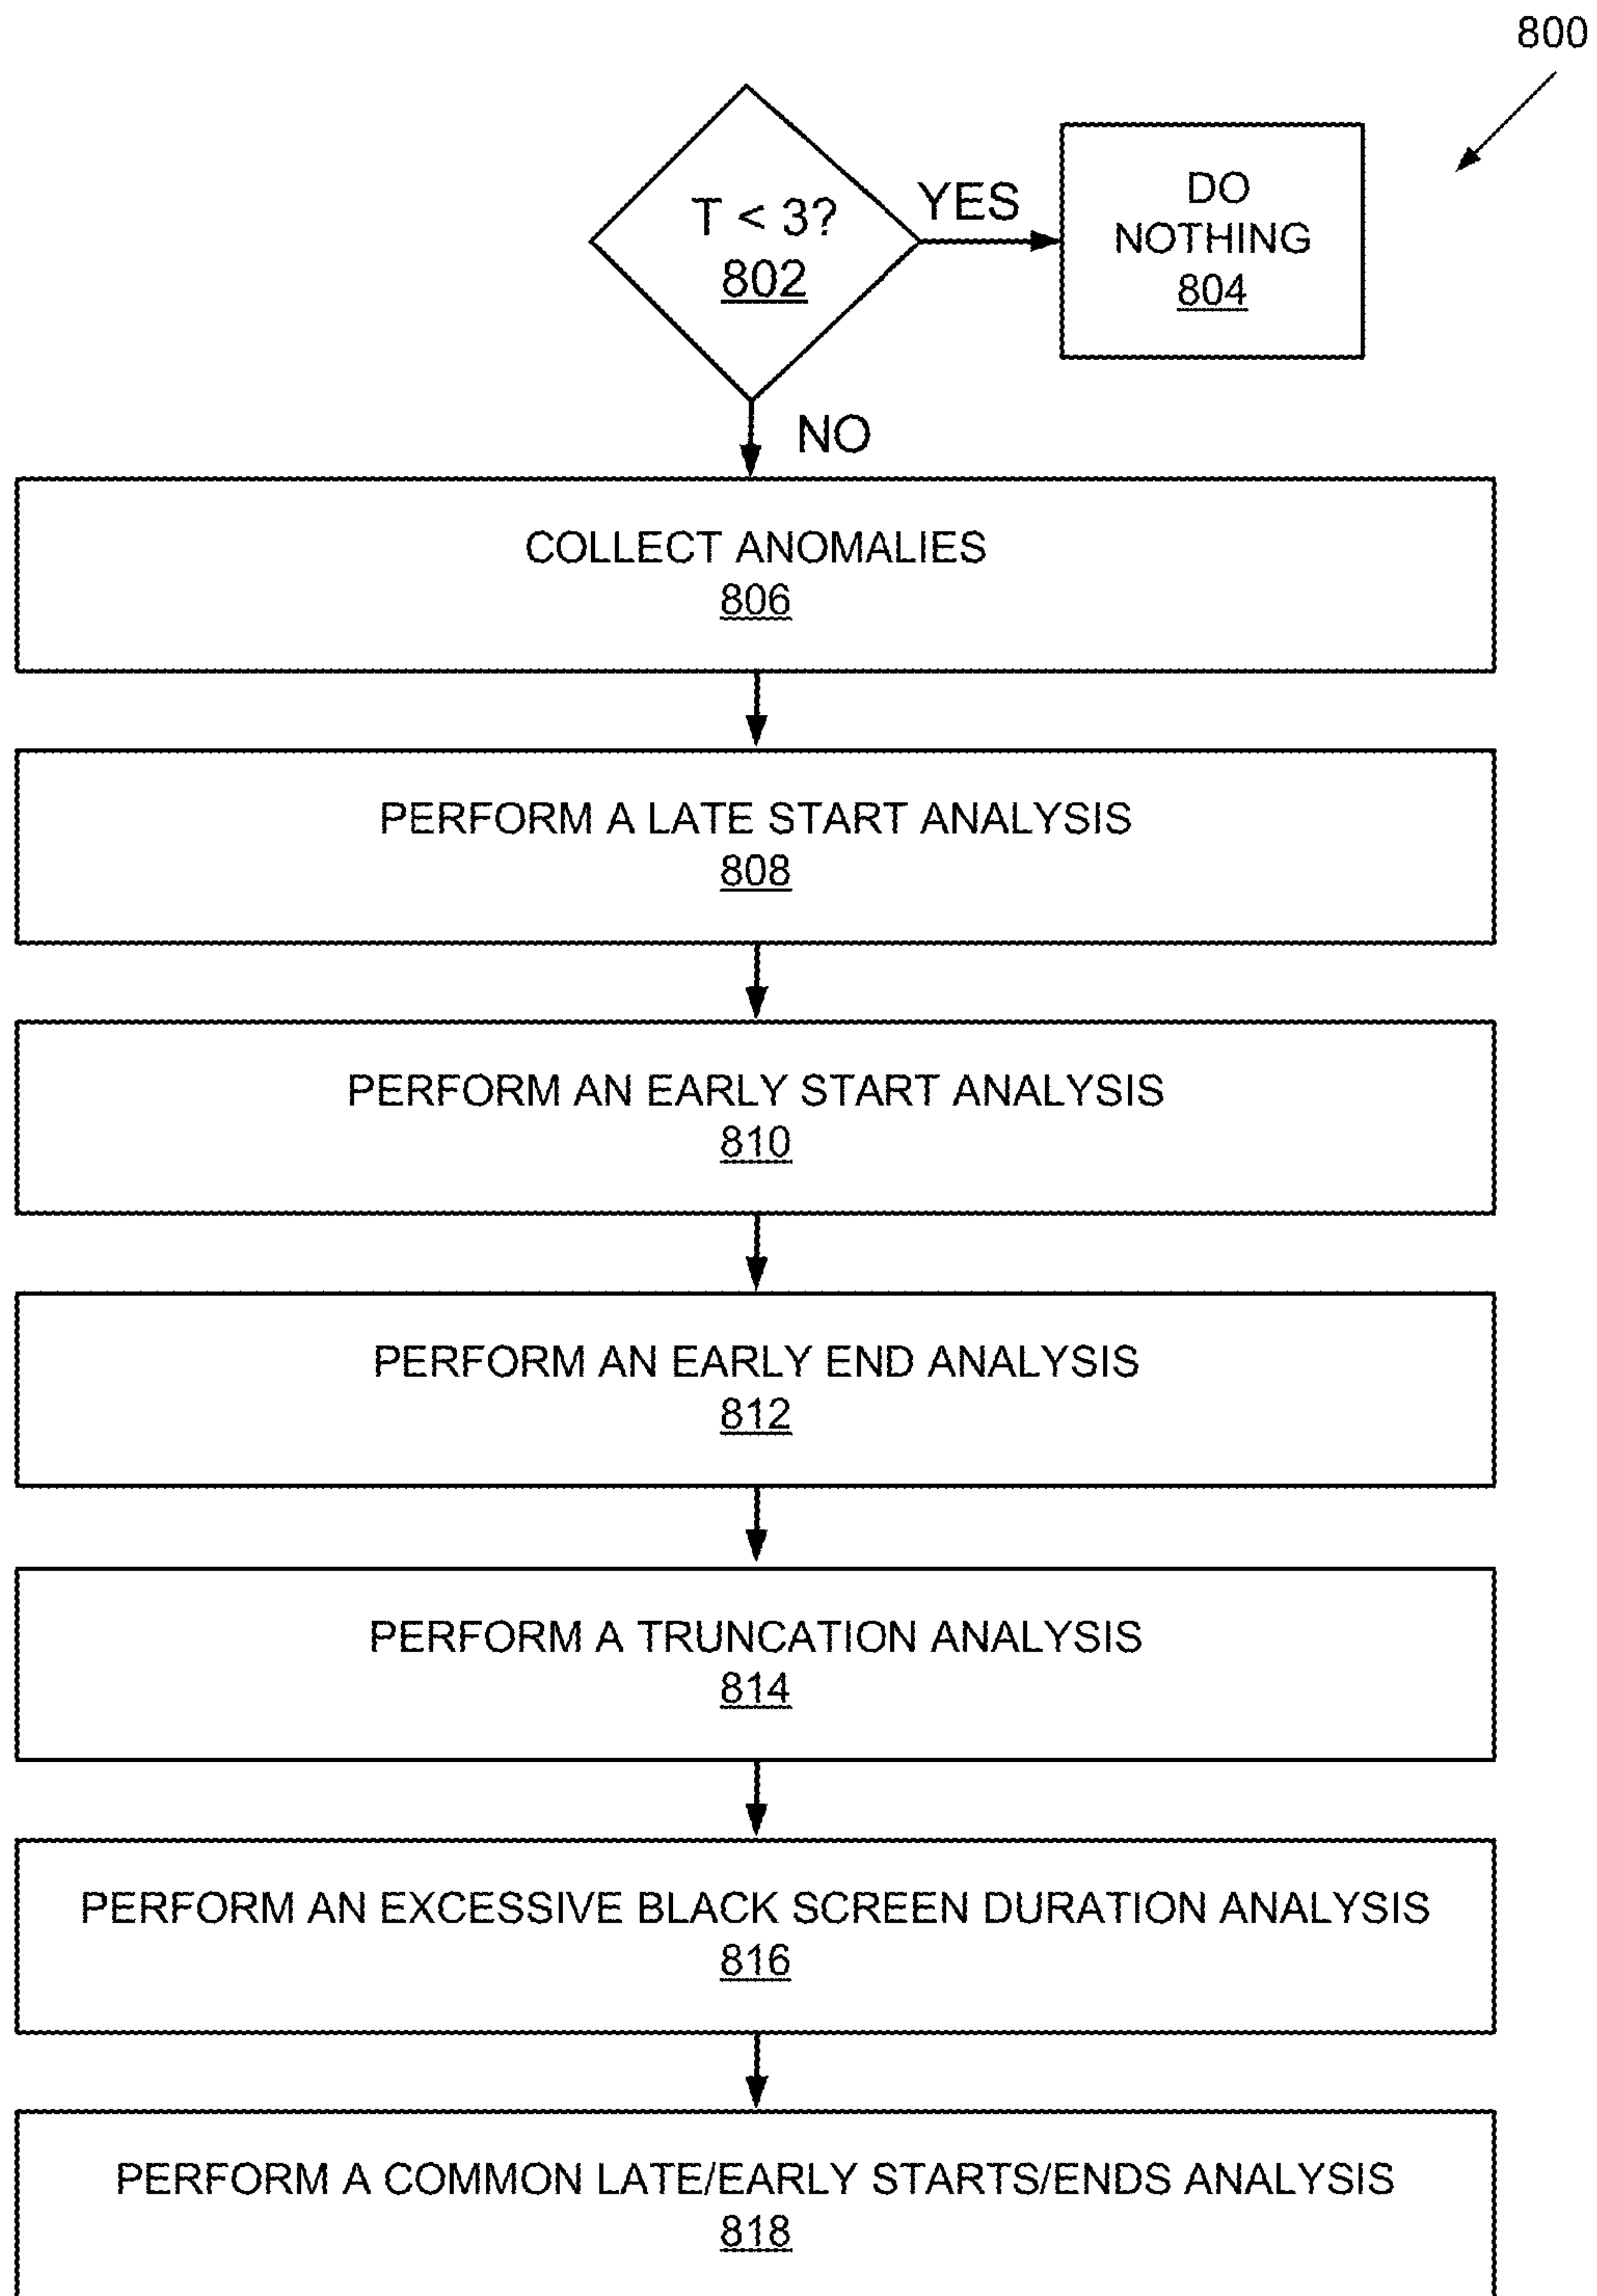 800
T < 3?
802
YES
DO
NOTHING
804
NO
COLLECT ANOMALIES
806
PERFORM A LATE START ANALYSIS
808
PERFORM AN EARLY START ANALYSIS
810
PERFORM AN EARLY END ANALYSIS
812
PERFORM A TRUNCATION ANALYSIS
814
PERFORM AN EXCESSIVE BLACK SCREEN DURATION ANALYSIS
816
PERFORM A COMMON LATE/EARLY STARTS/ENDS ANALYSIS
818